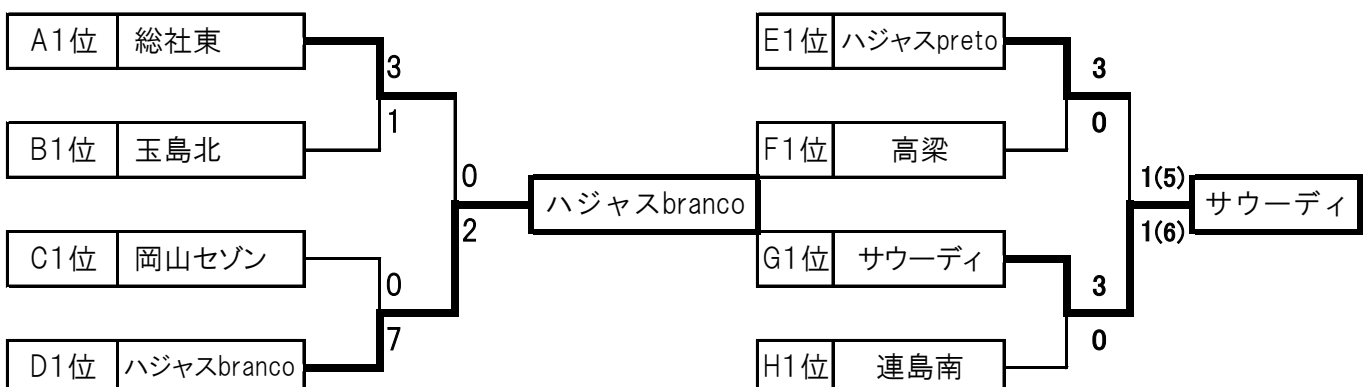 A1位 総社東
3
1
B1位 玉島北
0
2
ハジャスbranco
C1位 岡山セゾン
0
7
D1位 ハジャスbranco
E1位 ハジャスpreto
3
0
F1位 高梁
1(5)
1(6)
サウーディ
G1位 サウーディ
3
0
H1位 連島南